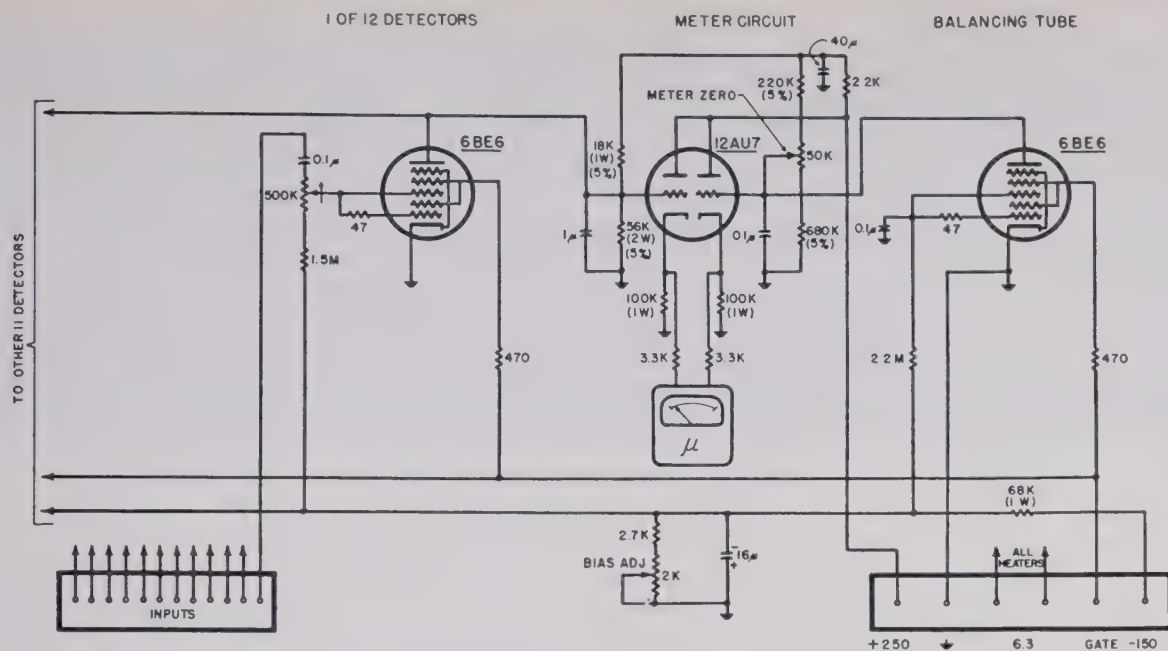 1 OF 12 DETECTORS
METER CIRCUIT
BALANCING TUBE
40µ
220K
(5%)
2.2K
METER ZERO
6BE6
12AU7
6BE6
0.1µ
18K
(1W)
(5%)
50K
500K
47
1µ
56K
(2W)
(5%)
0.1µ
680K
(5%)
0.1µ
47
1.5M
100K
(1W)
100K
(1W)
TO OTHER 11 DETECTORS
470
3.3K
3.3K
2.2M
470
µ
68K
(1W)
2.7K
16µ
BIAS ADJ
2K
ALL
HEATERS
INPUTS
+250
6.3
GATE
-150